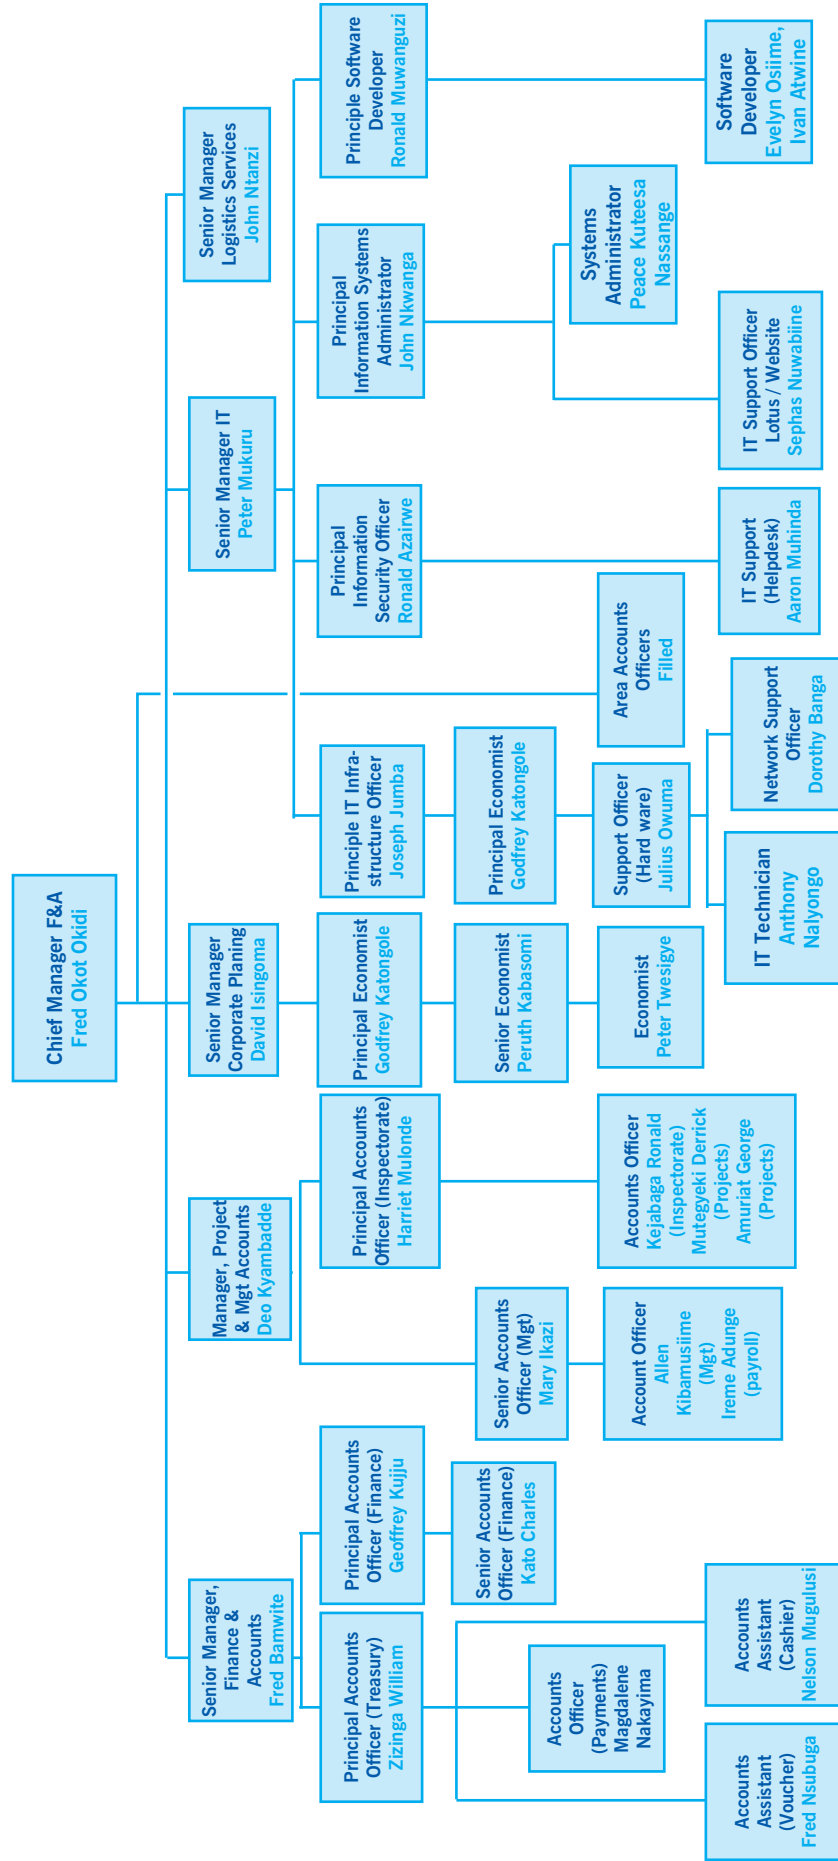 Chief Manager F&A
Fred Okot Okidi
Senior Manager,
Finance &
Accounts
Fred Bamwite
Manager, Project
& Mgt Accounts
Deo Kyambadde
Senior Manager
Corporate Planing
David Isingoma
Senior Manager IT
Peter Mukuru
Senior Manager
Logistics Services
John Ntanzi
Principal Accounts
Officer (Treasury)
Zizinga William
Principal Accounts
Officer (Finance)
Geoffrey Kujju
Principal Accounts
Officer (Inspectorate)
Harriet Mulonde
Principal Economist
Godfrey Katongole
Principle IT Infra-
structure Officer
Joseph Jumba
Principal
Information
Security Officer
Ronald Azairwe
Principal
Information Systems
Administrator
John Nkwanga
Principle Software
Developer
Ronald Muwanguzi
Senior Accounts
Officer (Finance)
Kato Charles
Senior Accounts
Officer (Mgt)
Mary Ikazi
Senior Economist
Peruth Kabasomi
Principal Economist
Godfrey Katongole
Accounts
Officer
(Payments)
Magdalene
Nakayima
Account Officer
Allen
Kibamusiime
(Mgt)
Ireme Adunge
(payroll)
Accounts Officer
Kejabaga Ronald
(Inspectorate)
Mutegyeki Derrick
(Projects)
Amuriat George
(Projects)
Economist
Peter Twesigye
Support Officer
(Hard ware)
Julius Owuma
Area Accounts
Officers
Filled
Systems
Administrator
Peace Kuteesa
Nassange
Accounts
Assistant
(Voucher)
Fred Nsubuga
Accounts
Assistant
(Cashier)
Nelson Mugulusi
IT Technician
Anthony
Nalyongo
Network Support
Officer
Dorothy Banga
IT Support
(Helpdesk)
Aaron Muhinda
IT Support Officer
Lotus / Website
Sephas Nuwabiine
Software
Developer
Evelyn Osiime,
Ivan Atwine